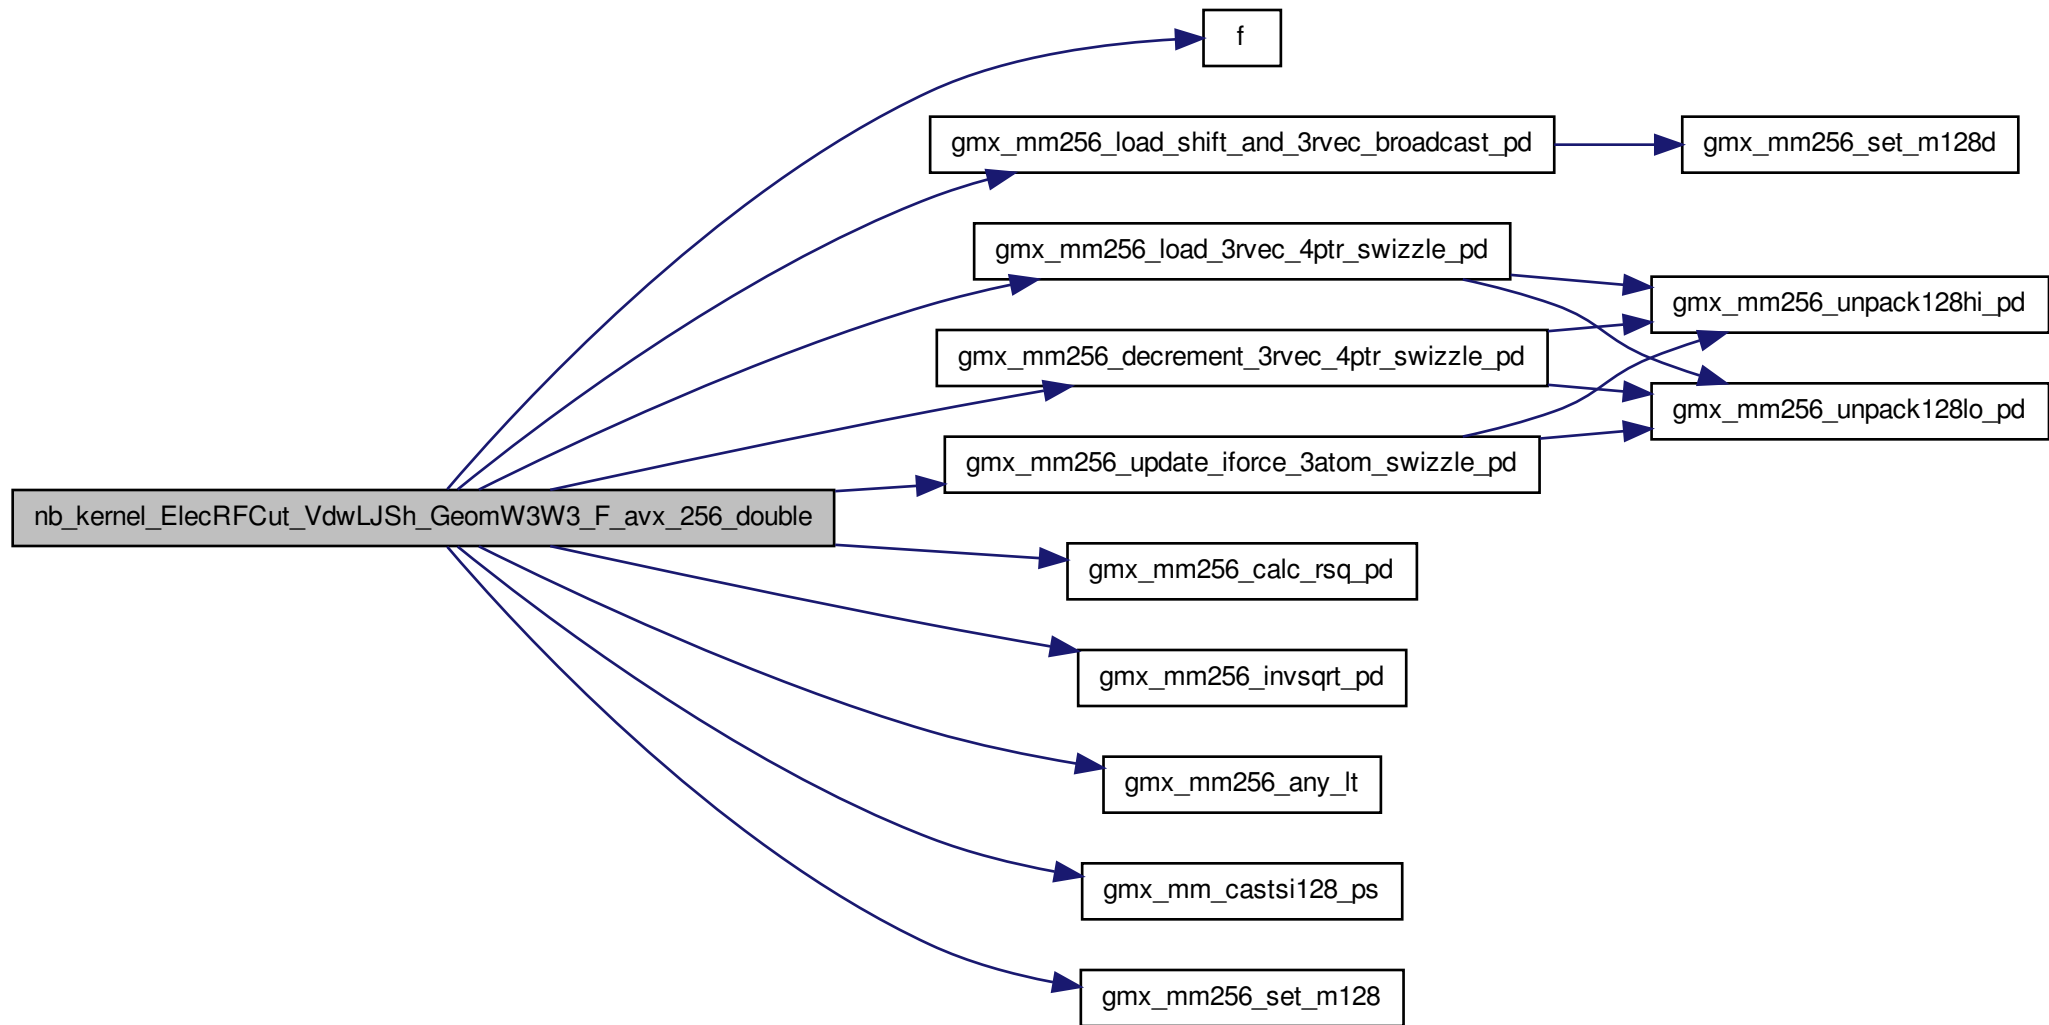 f
gmx_mm256_load_shift_and_3rvec_broadcast_pd
gmx_mm256_set_m128d
gmx_mm256_load_3rvec_4ptr_swizzle_pd
gmx_mm256_unpack128hi_pd
gmx_mm256_decrement_3rvec_4ptr_swizzle_pd
gmx_mm256_unpack128lo_pd
gmx_mm256_update_iforce_3atom_swizzle_pd
nb_kernel_ElecRFCut_VdwLJSh_GeomW3W3_F_avx_256_double
gmx_mm256_calc_rsq_pd
gmx_mm256_invsqrt_pd
gmx_mm256_any_lt
gmx_mm_castsi128_ps
gmx_mm256_set_m128